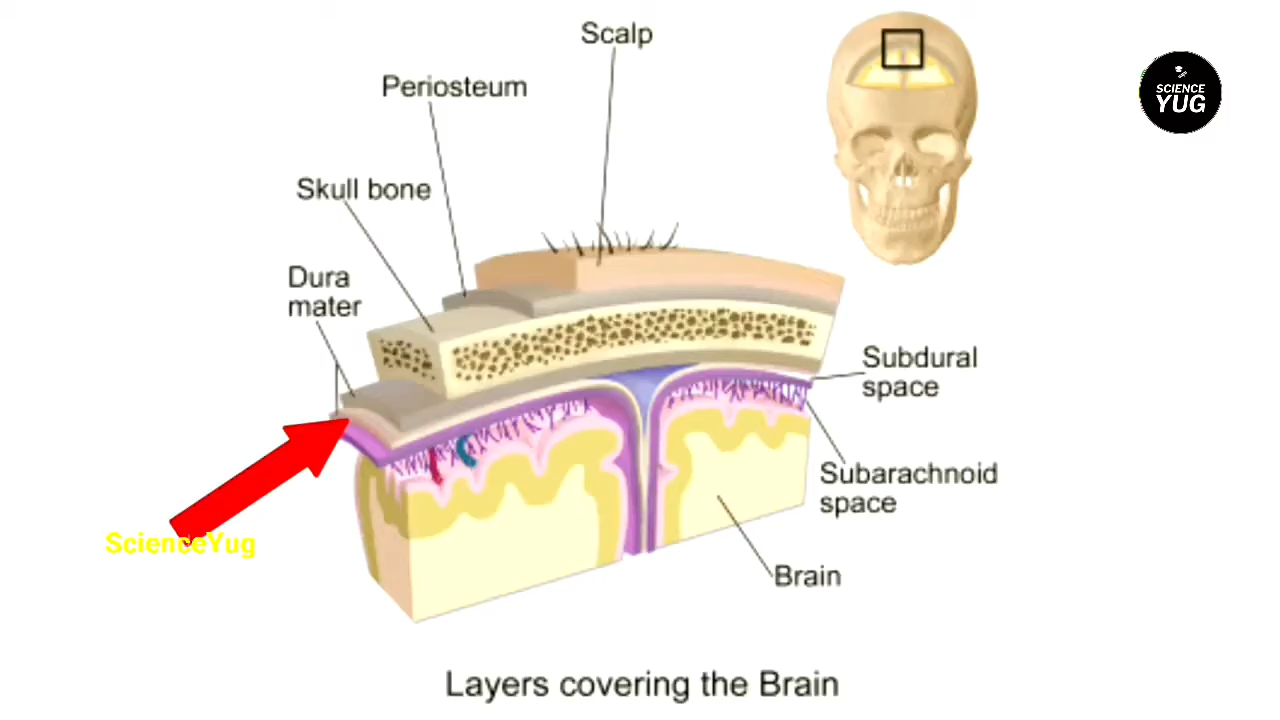 Scalp
Periosteum
SCIENCE
YUG
Skull bone
Dura
mater
Subdural
space
Subarachnoid
space
ScienceYug
Brain
Layers covering the Brain